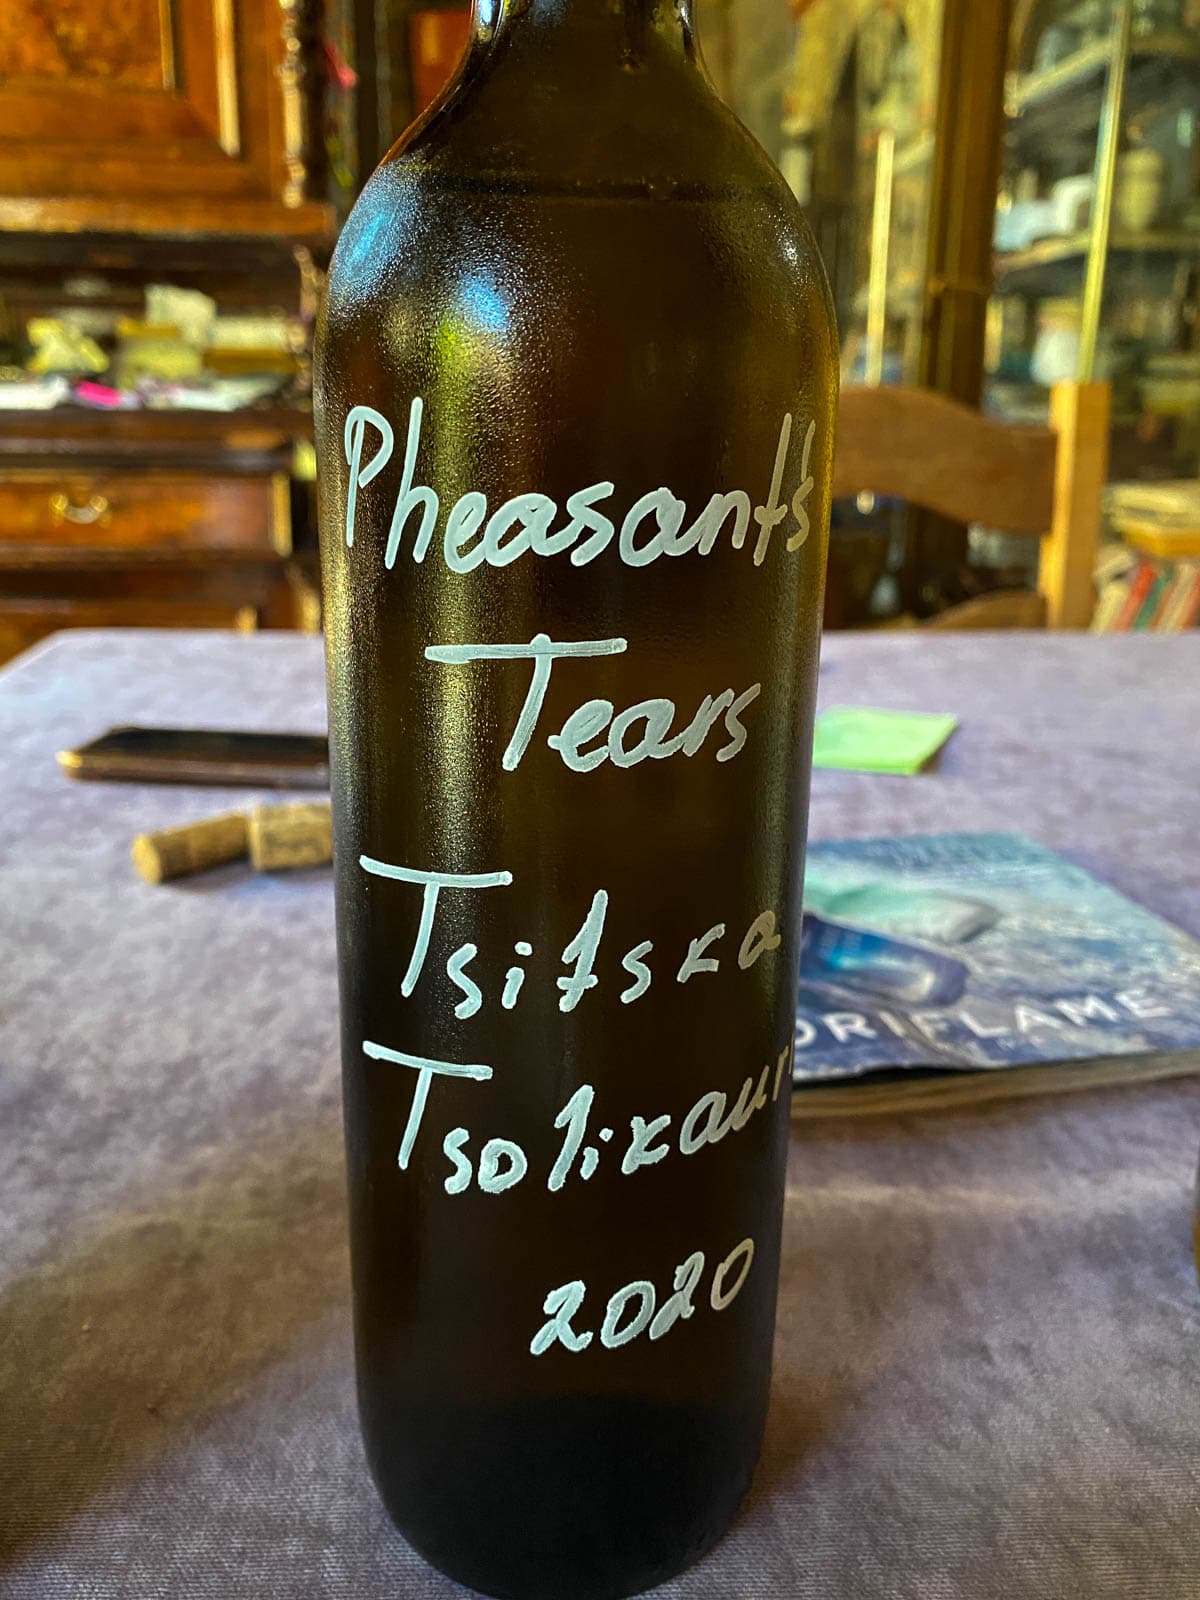 Pheasant's
Tears
Tsitska
Tsolikauri
2020
ORIFLAME